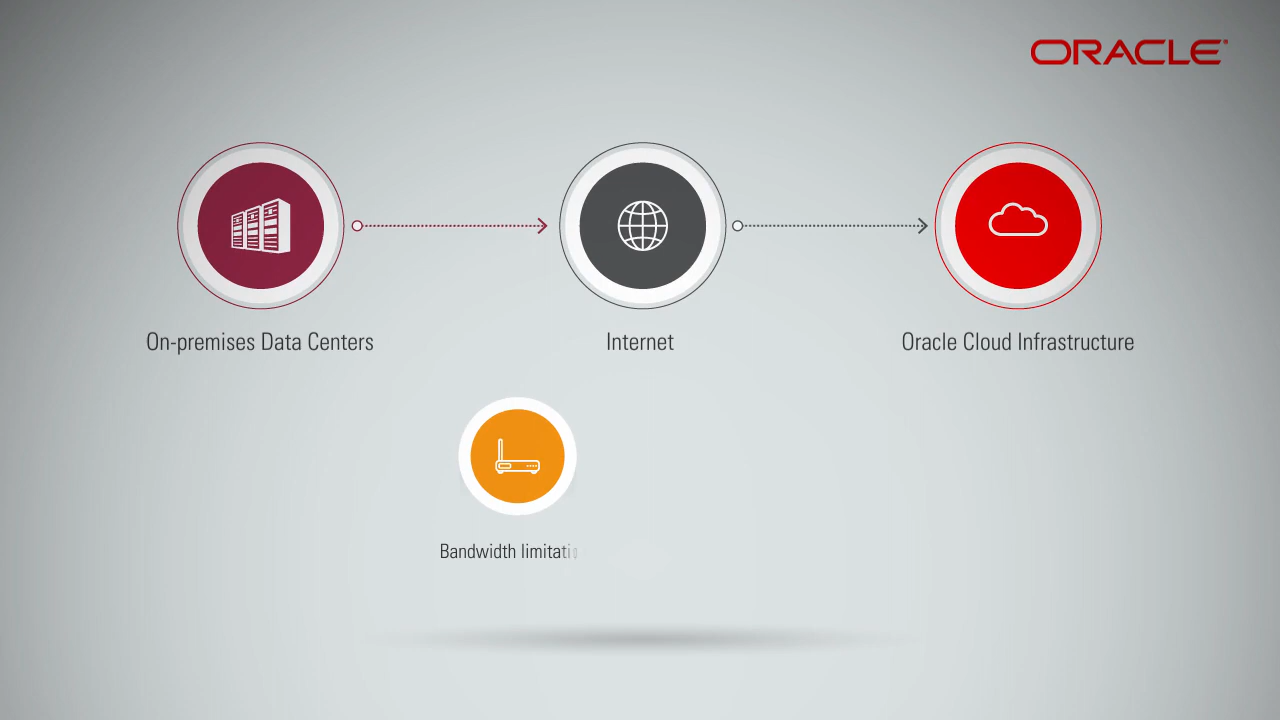 ORACLE
On-premises Data Centers
Internet
Oracle Cloud Infrastructure
Bandwidth limitati